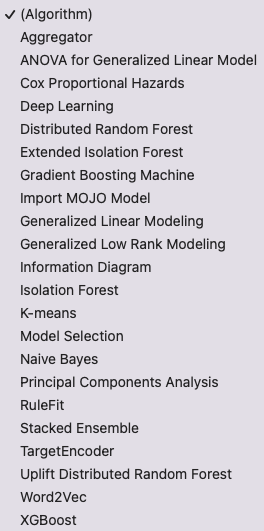 ✓ (Algorithm)
Aggregator
ANOVA for Generalized Linear Model
Cox Proportional Hazards
Deep Learning
Distributed Random Forest
Extended Isolation Forest
Gradient Boosting Machine
Import MOJO Model
Generalized Linear Modeling
Generalized Low Rank Modeling
Information Diagram
Isolation Forest
K-means
Model Selection
Naive Bayes
Principal Components Analysis
RuleFit
Stacked Ensemble
TargetEncoder
Uplift Distributed Random Forest
Word2Vec
XGBoost